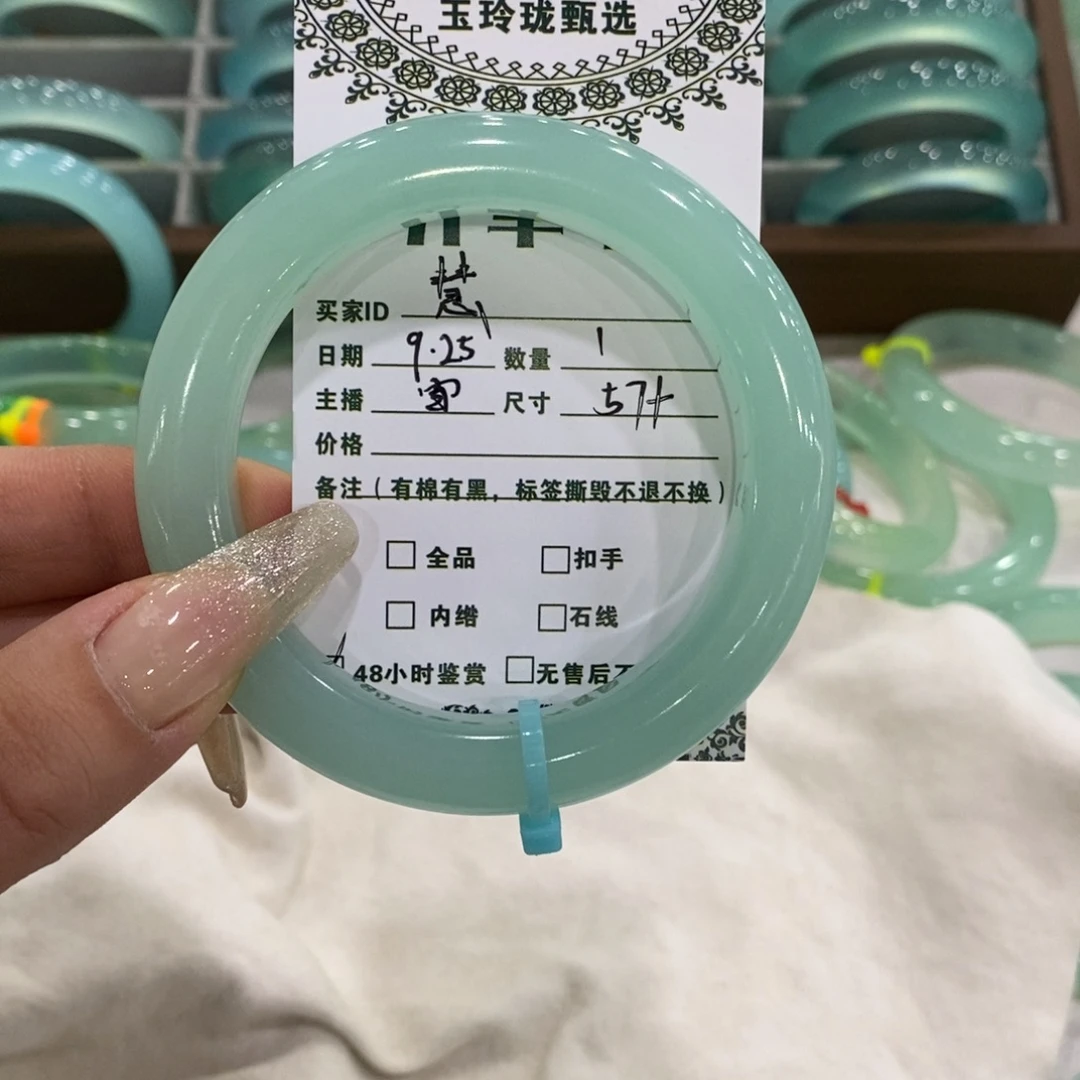 玉玲珑甄选
买家ID 慧
日期 9.25 数量 1
主播 尺寸 57+
价格
备注（有棉有黑，标签撕毁不退不换）
□ 全品 □扣手
□ 内绺 □石线
48小时鉴赏 □无售后不